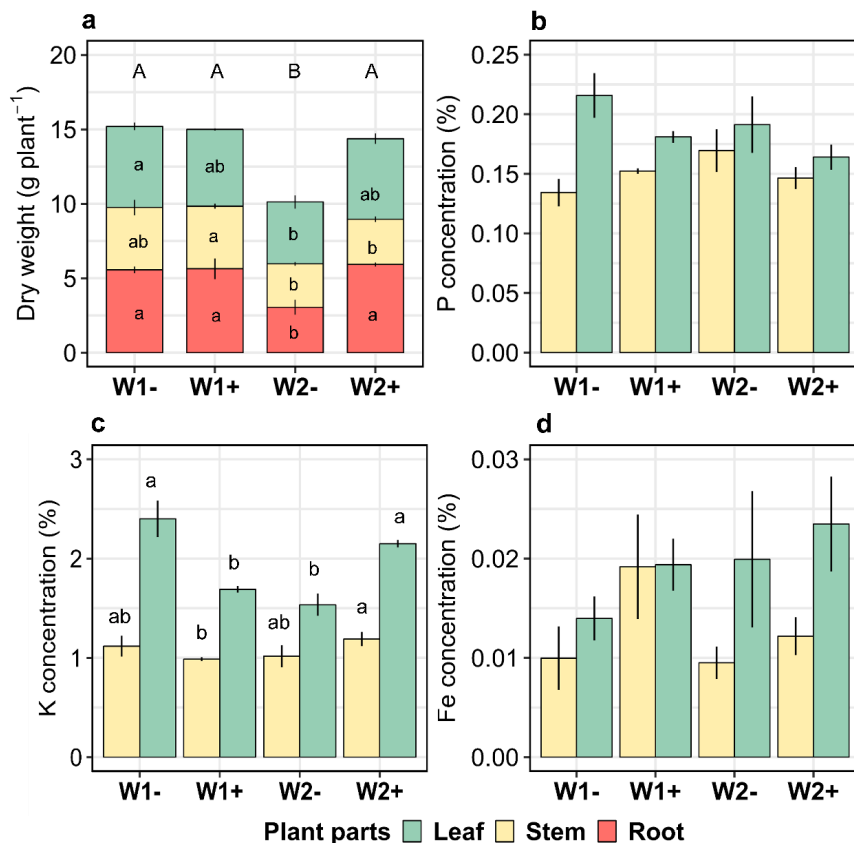 a
Dry weight (g plant⁻¹)
20
15
10
5
0
A A B A
a ab b ab
ab a b b
a a b a
W1- W1+ W2- W2+
b
P concentration (%)
0.25
0.20
0.15
0.10
0.05
0.00
W1- W1+ W2- W2+
c
K concentration (%)
3
2
1
0
ab a b b ab b a a
W1- W1+ W2- W2+
d
Fe concentration (%)
0.03
0.02
0.01
0.00
W1- W1+ W2- W2+
Plant parts Leaf Stem Root